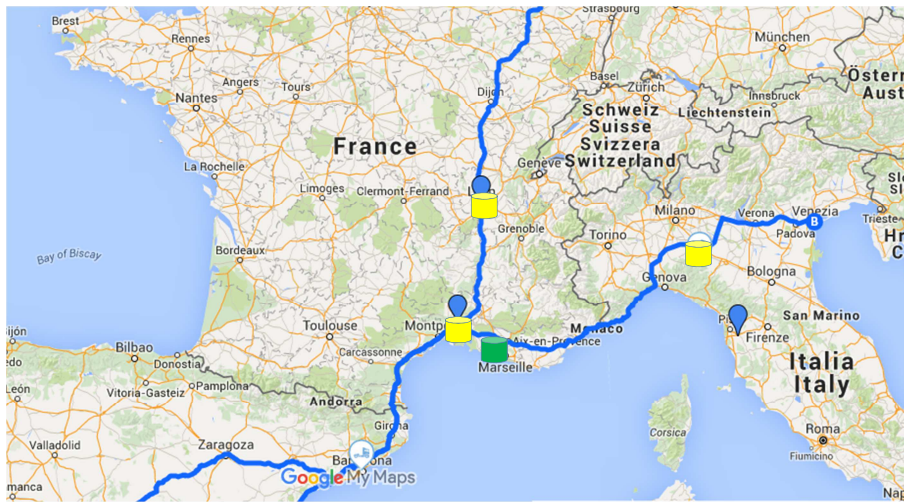 Brest
Rennes
Strasbourg
München
Österr
Aust
Angers
Tours
Nantes
Dijon
Basel
Zürich
Innsbruck
Liechtenstein
Schweiz
Suisse
Svizzera
Switzerland
France
La Rochelle
Limoges
Clermont-Ferrand
Genève
Grenoble
Milano
Verona
Venezia
B
Padova
Trieste
Torino
Bordeaux
Bay of Biscay
Genova
Bologna
Toulouse
Montp
Monaco
Aix-en-Provence
Marseille
San Marino
Firenze
Carcassonne
Bilbao
Donostia
Vitoria-Gasteiz
Pamplona
Andorra
Girona
Italia
Italy
León
Corsica
Roma
Fiumicino
Valladolid
Zaragoza
Google My Maps